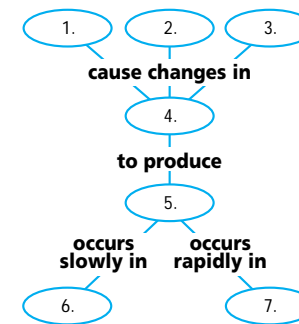 1.
2.
3.
cause changes in
4.
to produce
5.
occurs
slowly in
occurs
rapidly in
6.
7.